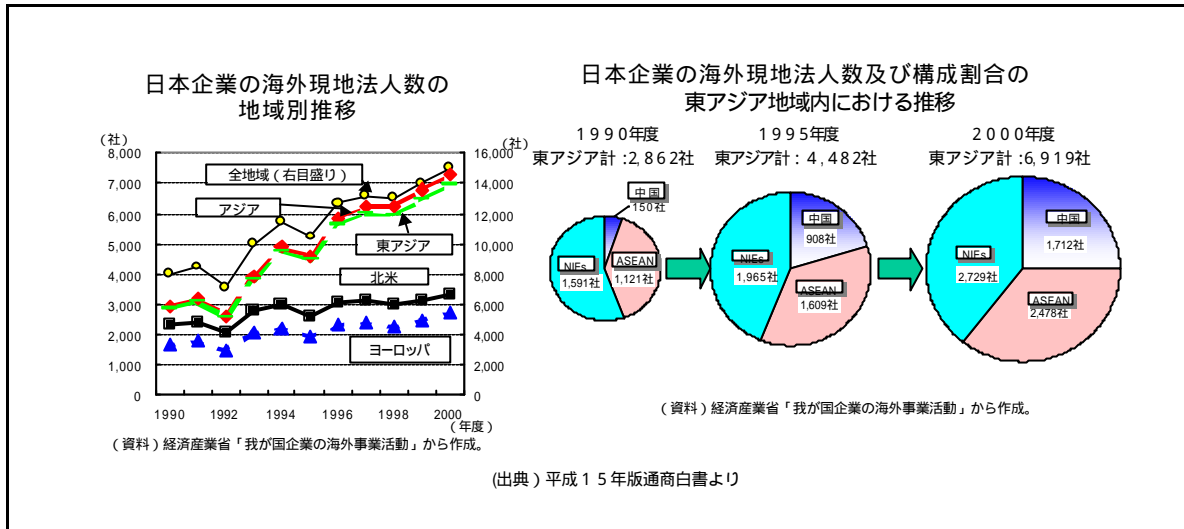 日本企業の海外現地法人数の
地域別推移
（社）
（社）
8,000
7,000
6,000
5,000
4,000
3,000
2,000
1,000
0
16,000
14,000
12,000
10,000
8,000
6,000
4,000
2,000
0
全地域（右目盛り）
アジア
東アジア
北米
ヨーロッパ
1990 1992 1994 1996 1998 2000
（年度）
（資料）経済産業省「我が国企業の海外事業活動」から作成。
日本企業の海外現地法人数及び構成割合の
東アジア地域内における推移
1990年度
東アジア計：2,862社
中国
150社
NIEs
1,591社
ASEAN
1,121社
1995年度
東アジア計：4,482社
中国
908社
NIEs
1,965社
ASEAN
1,609社
2000年度
東アジア計：6,919社
中国
1,712社
NIEs
2,729社
ASEAN
2,478社
（資料）経済産業省「我が国企業の海外事業活動」から作成。
(出典）平成１５年版通商白書より